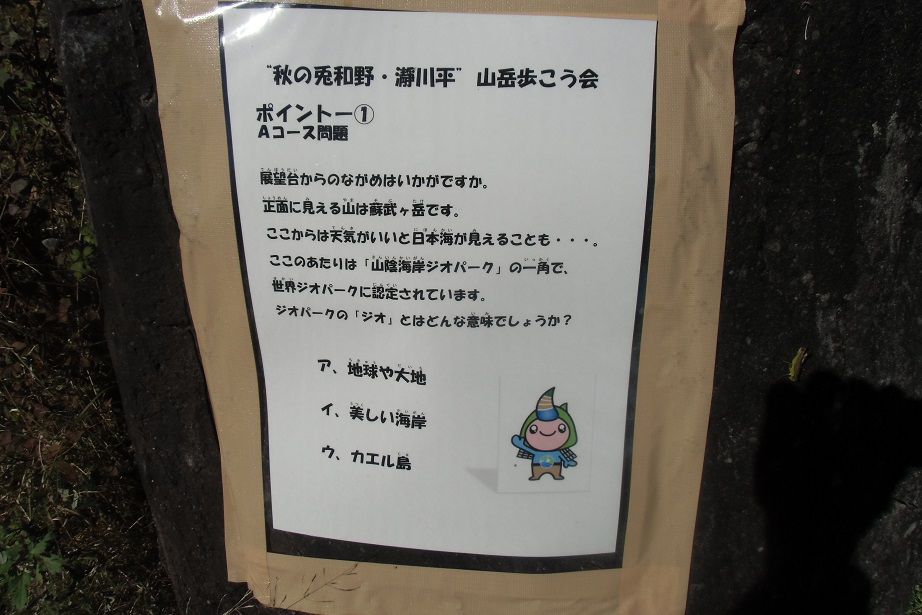 “秋の兎和野・瀞川平” 山岳歩こう会
ポイントー①
Aコース問題
展望台からのながめはいかがですか。
正面に見える山は蘇武ヶ岳です。
ここからは天気がいいと日本海が見えることも・・・。
ここのあたりは「山陰海岸ジオパーク」の一角で、
世界ジオパークに認定されています。
ジオパークの「ジオ」とはどんな意味でしょうか？
ア、地球や大地
イ、美しい海岸
ウ、カエル島